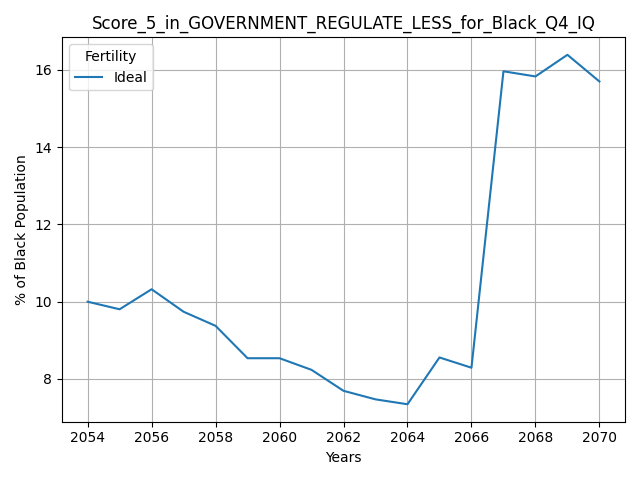 Score_5_in_GOVERNMENT_REGULATE_LESS_for_Black_Q4_IQ
Fertility
Ideal
% of Black Population
16
14
12
10
8
2054 2056 2058 2060 2062 2064 2066 2068 2070
Years